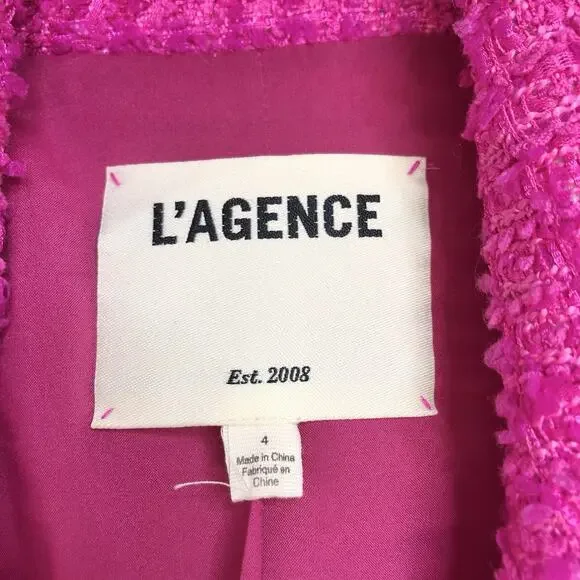 L'AGENCE
Est. 2008
4
Made in China
Fabriqué en
Chine